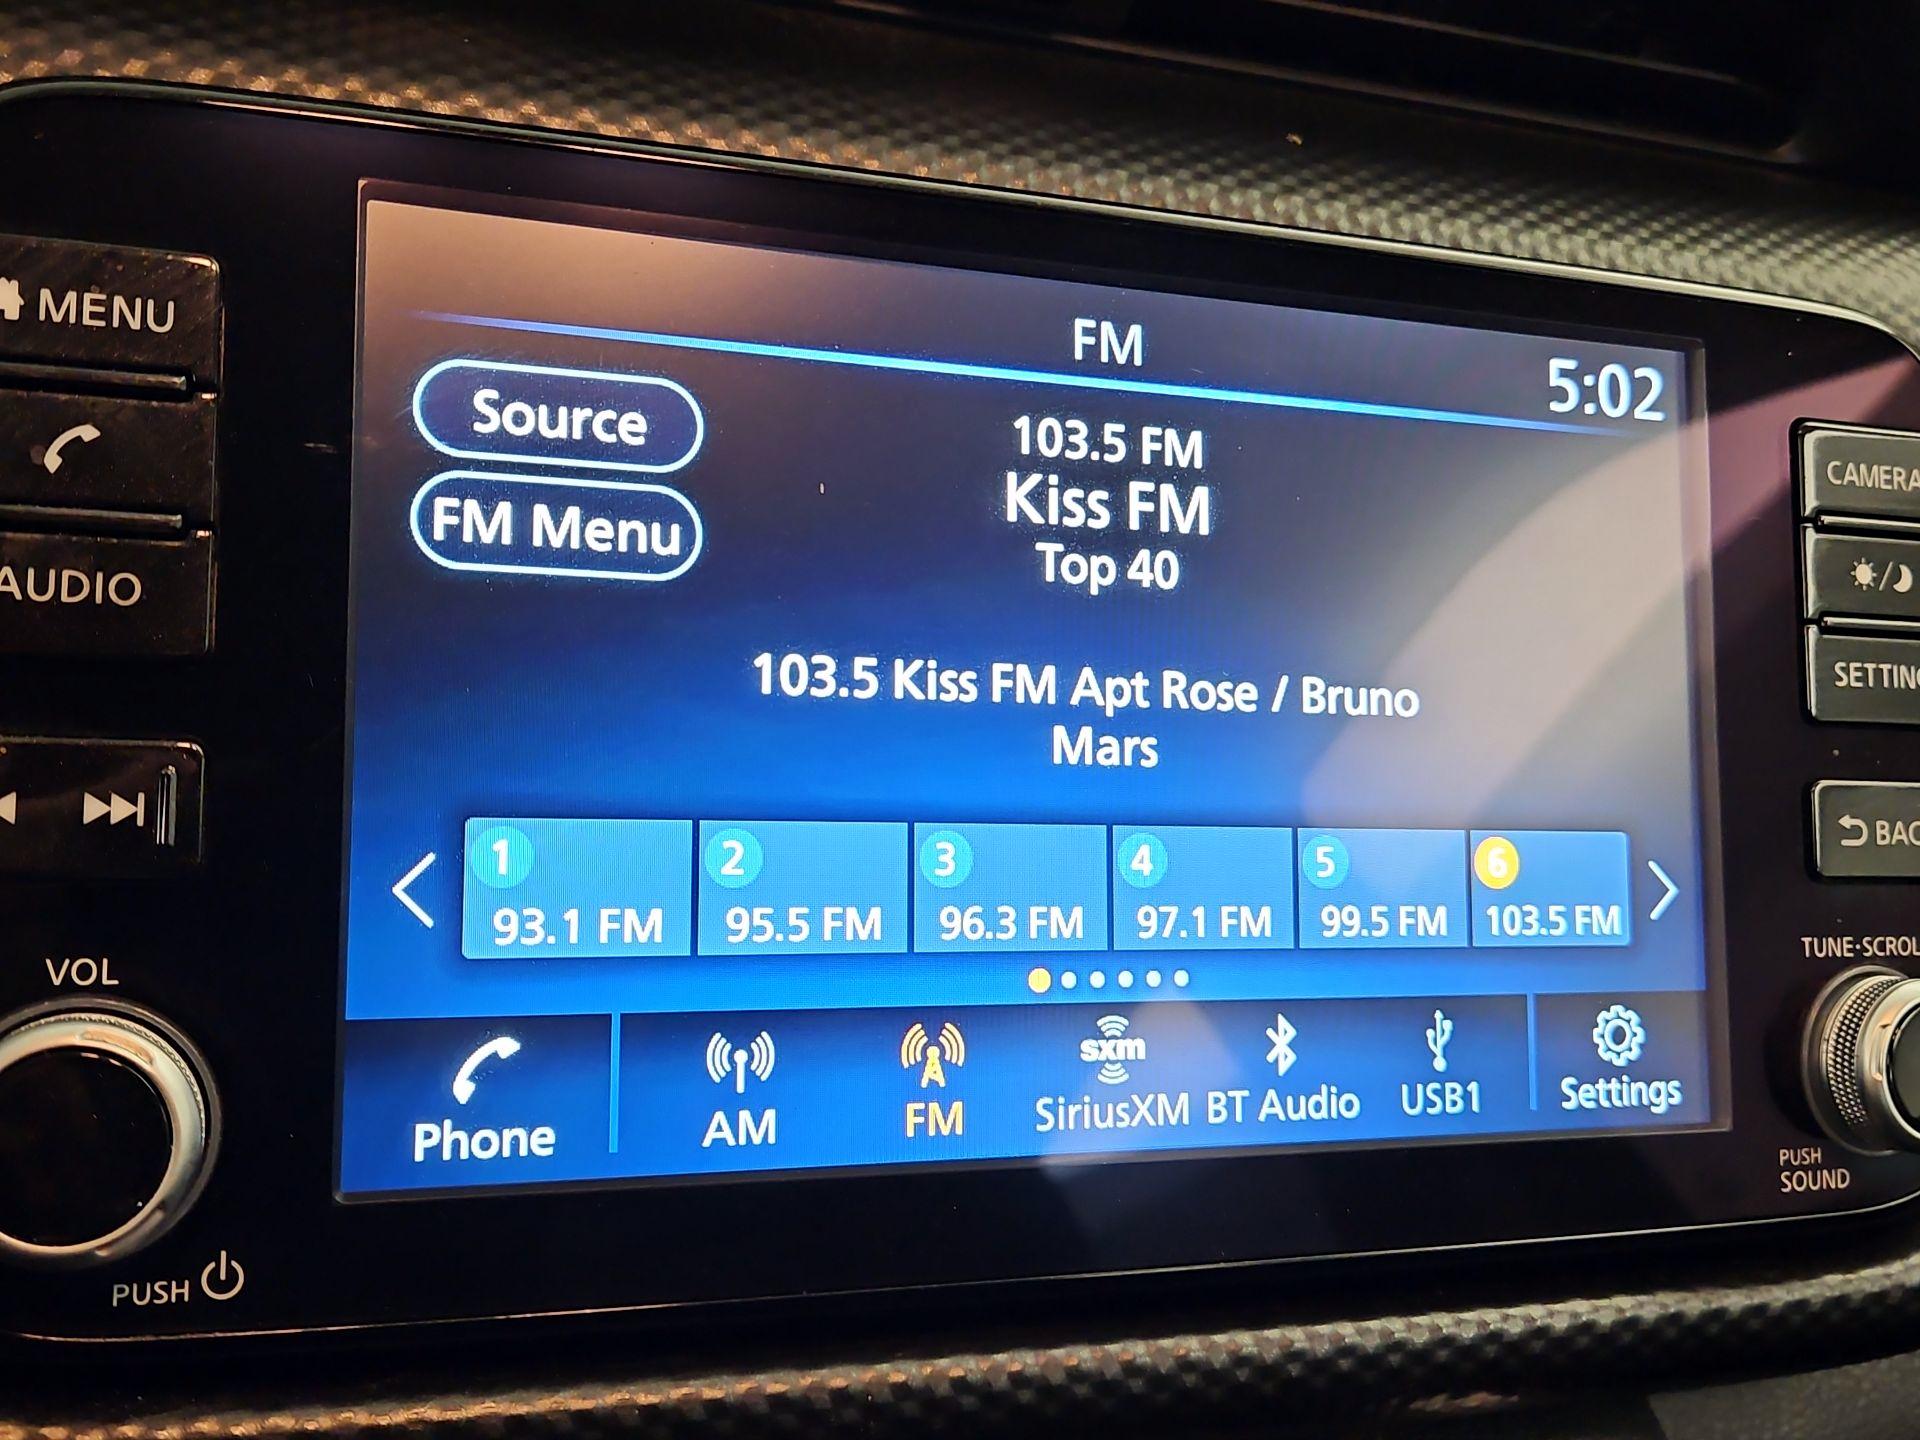 MENU
AUDIO
VOL
PUSH
FM
5:02
Source
FM Menu
103.5 FM
Kiss FM
Top 40
103.5 Kiss FM Apt Rose / Bruno
Mars
1 2 3 4 5 6
93.1 FM 95.5 FM 96.3 FM 97.1 FM 99.5 FM 103.5 FM
sxm
Phone AM FM SiriusXM BT Audio USB1 Settings
CAMERA
SETTING
BAC
TUNE·SCROL
PUSH
SOUND